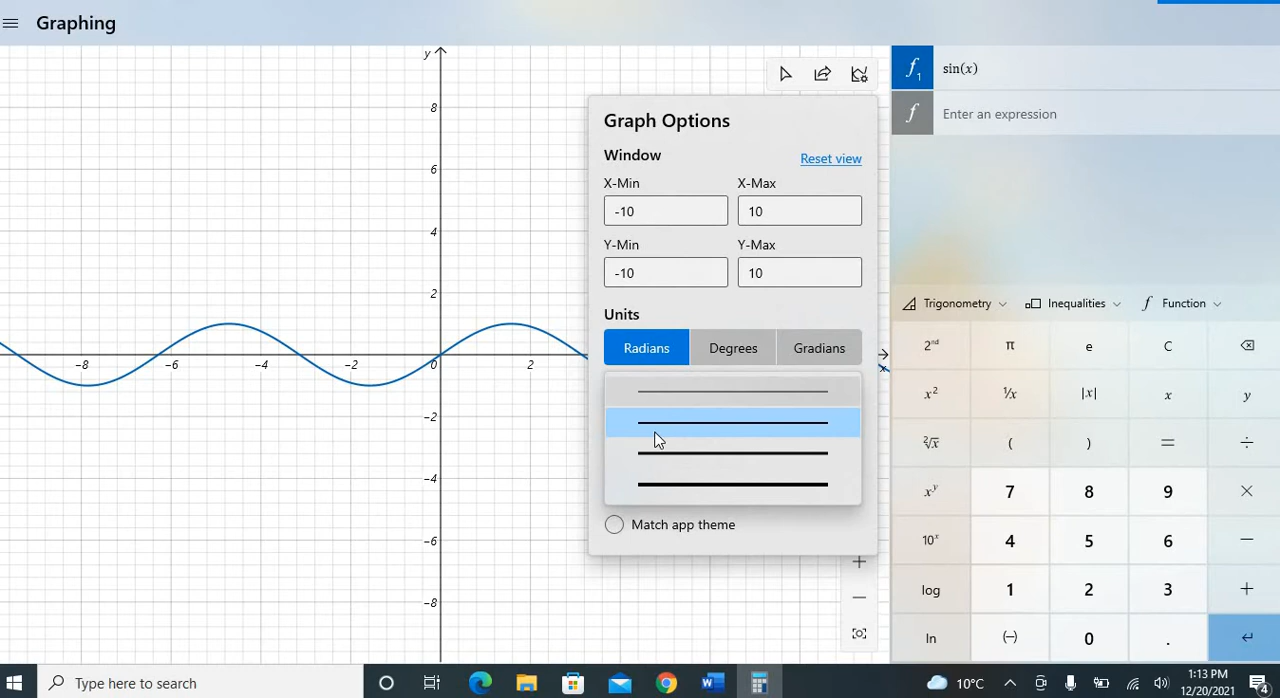 Graphing
y
8
6
4
2
-8
-6
-4
-2
0
2
x
-2
-4
-6
-8
Graph Options
Window
Reset view
X-Min
X-Max
-10
10
Y-Min
Y-Max
-10
10
Units
Radians
Degrees
Gradians
Match app theme
f1
sin(x)
f
Enter an expression
Trigonometry
Inequalities
f Function
2nd
π
e
C
x²
¹/x
|x|
x
y
²√x
(
)
=
÷
xʸ
7
8
9
×
10ˣ
4
5
6
−
log
1
2
3
+
ln
(−)
0
.
Type here to search
10°C
1:13 PM
12/20/2021